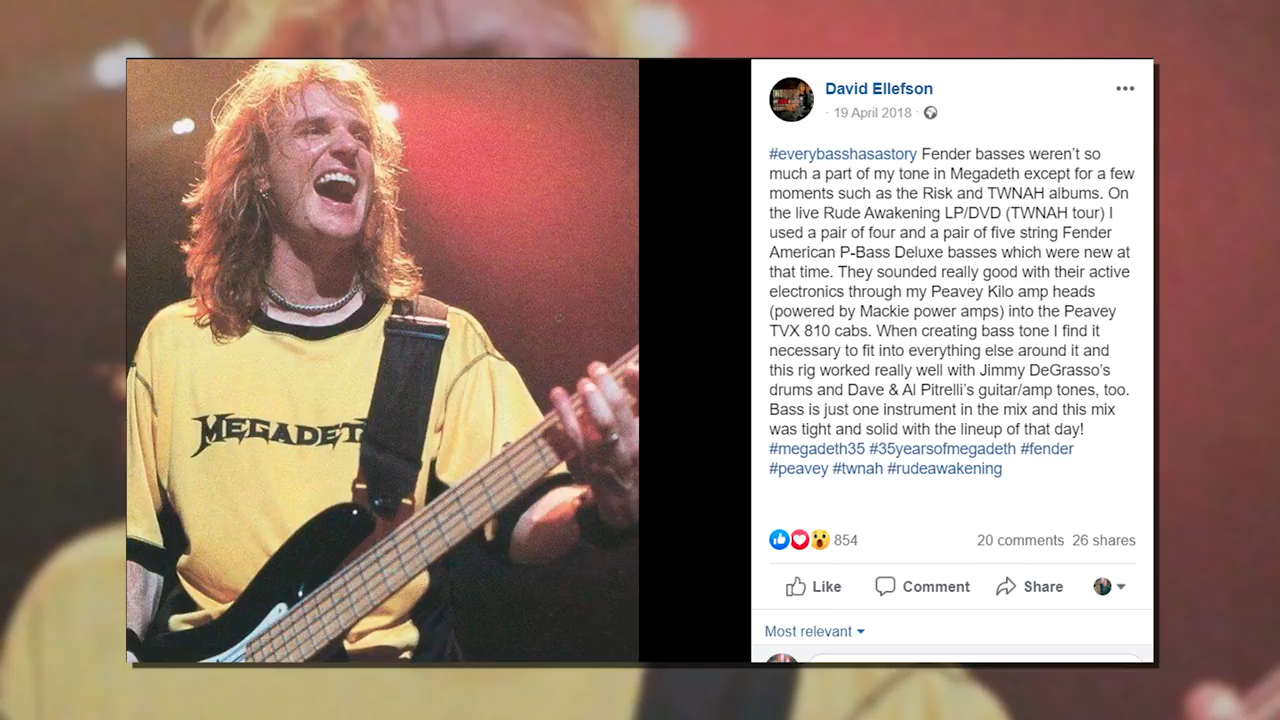 MEGADET
David Ellefson
· 19 April 2018 ·
#everybasshasastory Fender basses weren't so
much a part of my tone in Megadeth except for a few
moments such as the Risk and TWNAH albums. On
the live Rude Awakening LP/DVD (TWNAH tour) I
used a pair of four and a pair of five string Fender
American P-Bass Deluxe basses which were new at
that time. They sounded really good with their active
electronics through my Peavey Kilo amp heads
(powered by Mackie power amps) into the Peavey
TVX 810 cabs. When creating bass tone I find it
necessary to fit into everything else around it and
this rig worked really well with Jimmy DeGrasso's
drums and Dave & Al Pitrelli's guitar/amp tones, too.
Bass is just one instrument in the mix and this mix
was tight and solid with the lineup of that day!
#megadeth35 #35yearsofmegadeth #fender
#peavey #twnah #rudeawakening
854 20 comments 26 shares
Like Comment Share
Most relevant